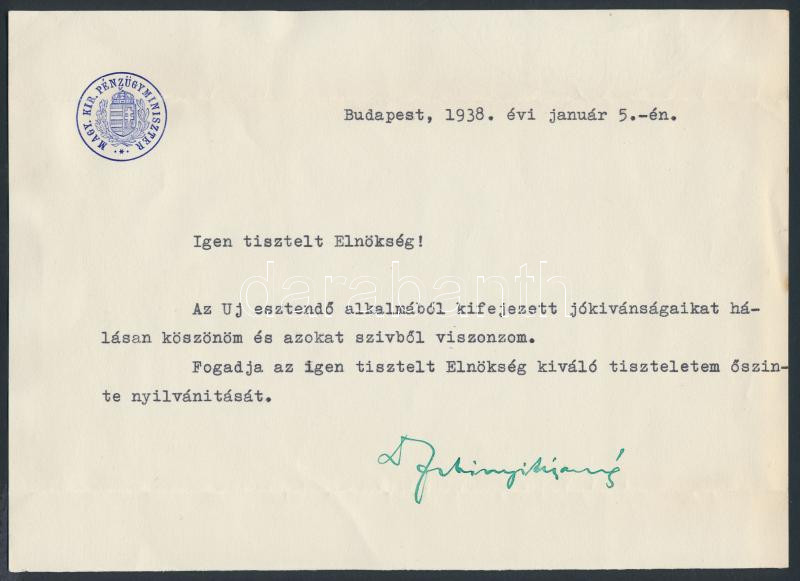 MAGY. KIR. PÉNZÜGYMINISZTER
Budapest, 1938. évi január 5.-én.
Igen tisztelt Elnökség!
darabanth
Az Uj esztendő alkalmából kifejezett jókivánságaikat há-
lásan köszönöm és azokat szivből viszonzom.
Fogadja az igen tisztelt Elnökség kiváló tiszteletem őszin-
te nyilvánitását.